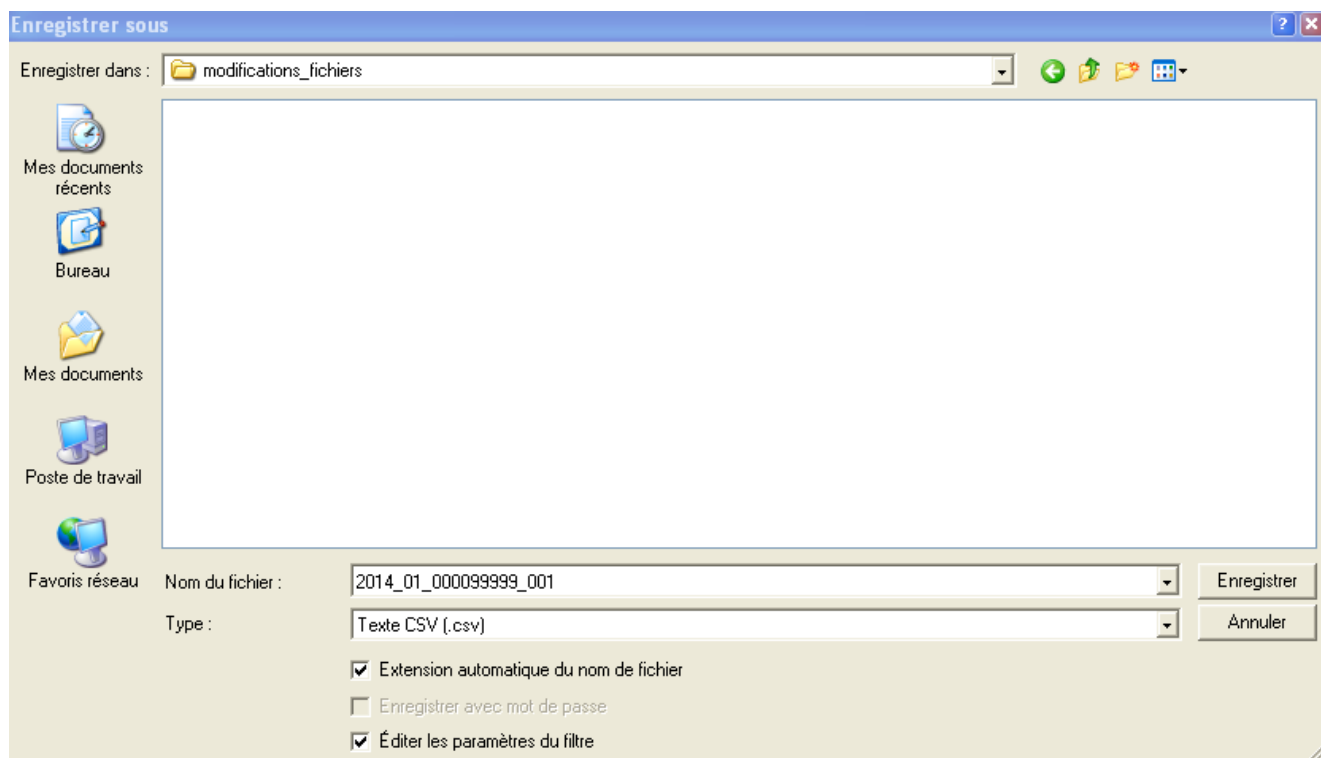 Enregistrer sous
Enregistrer dans : modifications_fichiers
Mes documents
récents
Bureau
Mes documents
Poste de travail
Favoris réseau
Nom du fichier : 2014_01_000099999_001 Enregistrer
Type : Texte CSV (.csv) Annuler
Extension automatique du nom de fichier
Enregistrer avec mot de passe
Éditer les paramètres du filtre